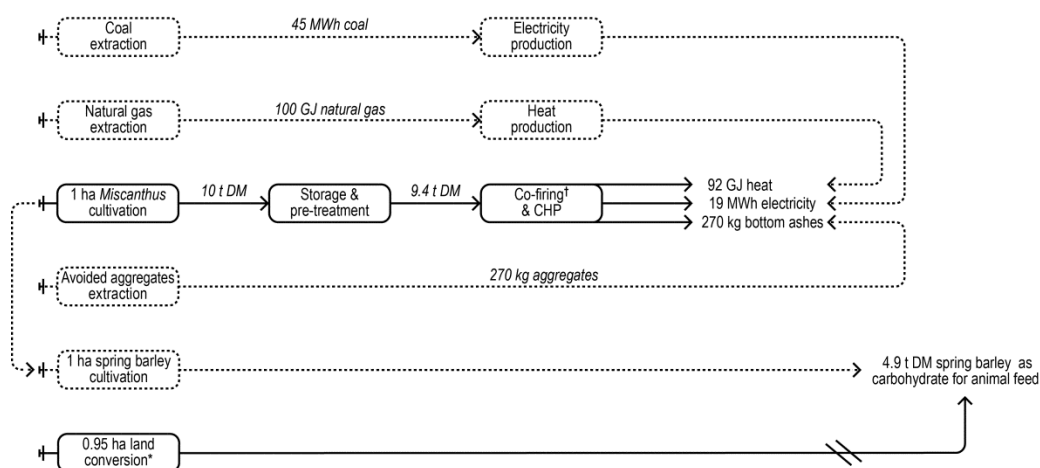 Coal
extraction
45 MWh coal
Electricity
production
Natural gas
extraction
100 GJ natural gas
Heat
production
1 ha Miscanthus
cultivation
10 t DM
Storage &
pre-treatment
9.4 t DM
Co-firing†
& CHP
92 GJ heat
19 MWh electricity
270 kg bottom ashes
Avoided aggregates
extraction
270 kg aggregates
1 ha spring barley
cultivation
4.9 t DM spring barley as
carbohydrate for animal feed
0.95 ha land
conversion*